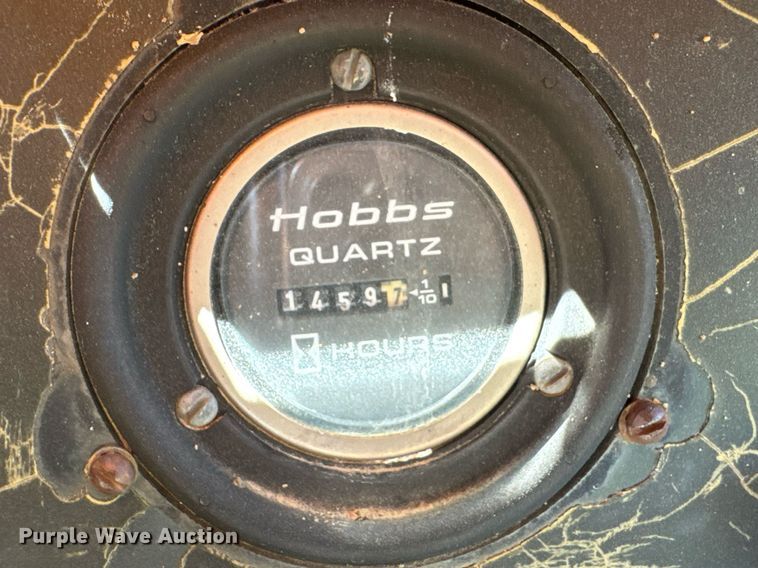 Hobbs
QUARTZ
14597 1/10
HOURS
Purple Wave Auction